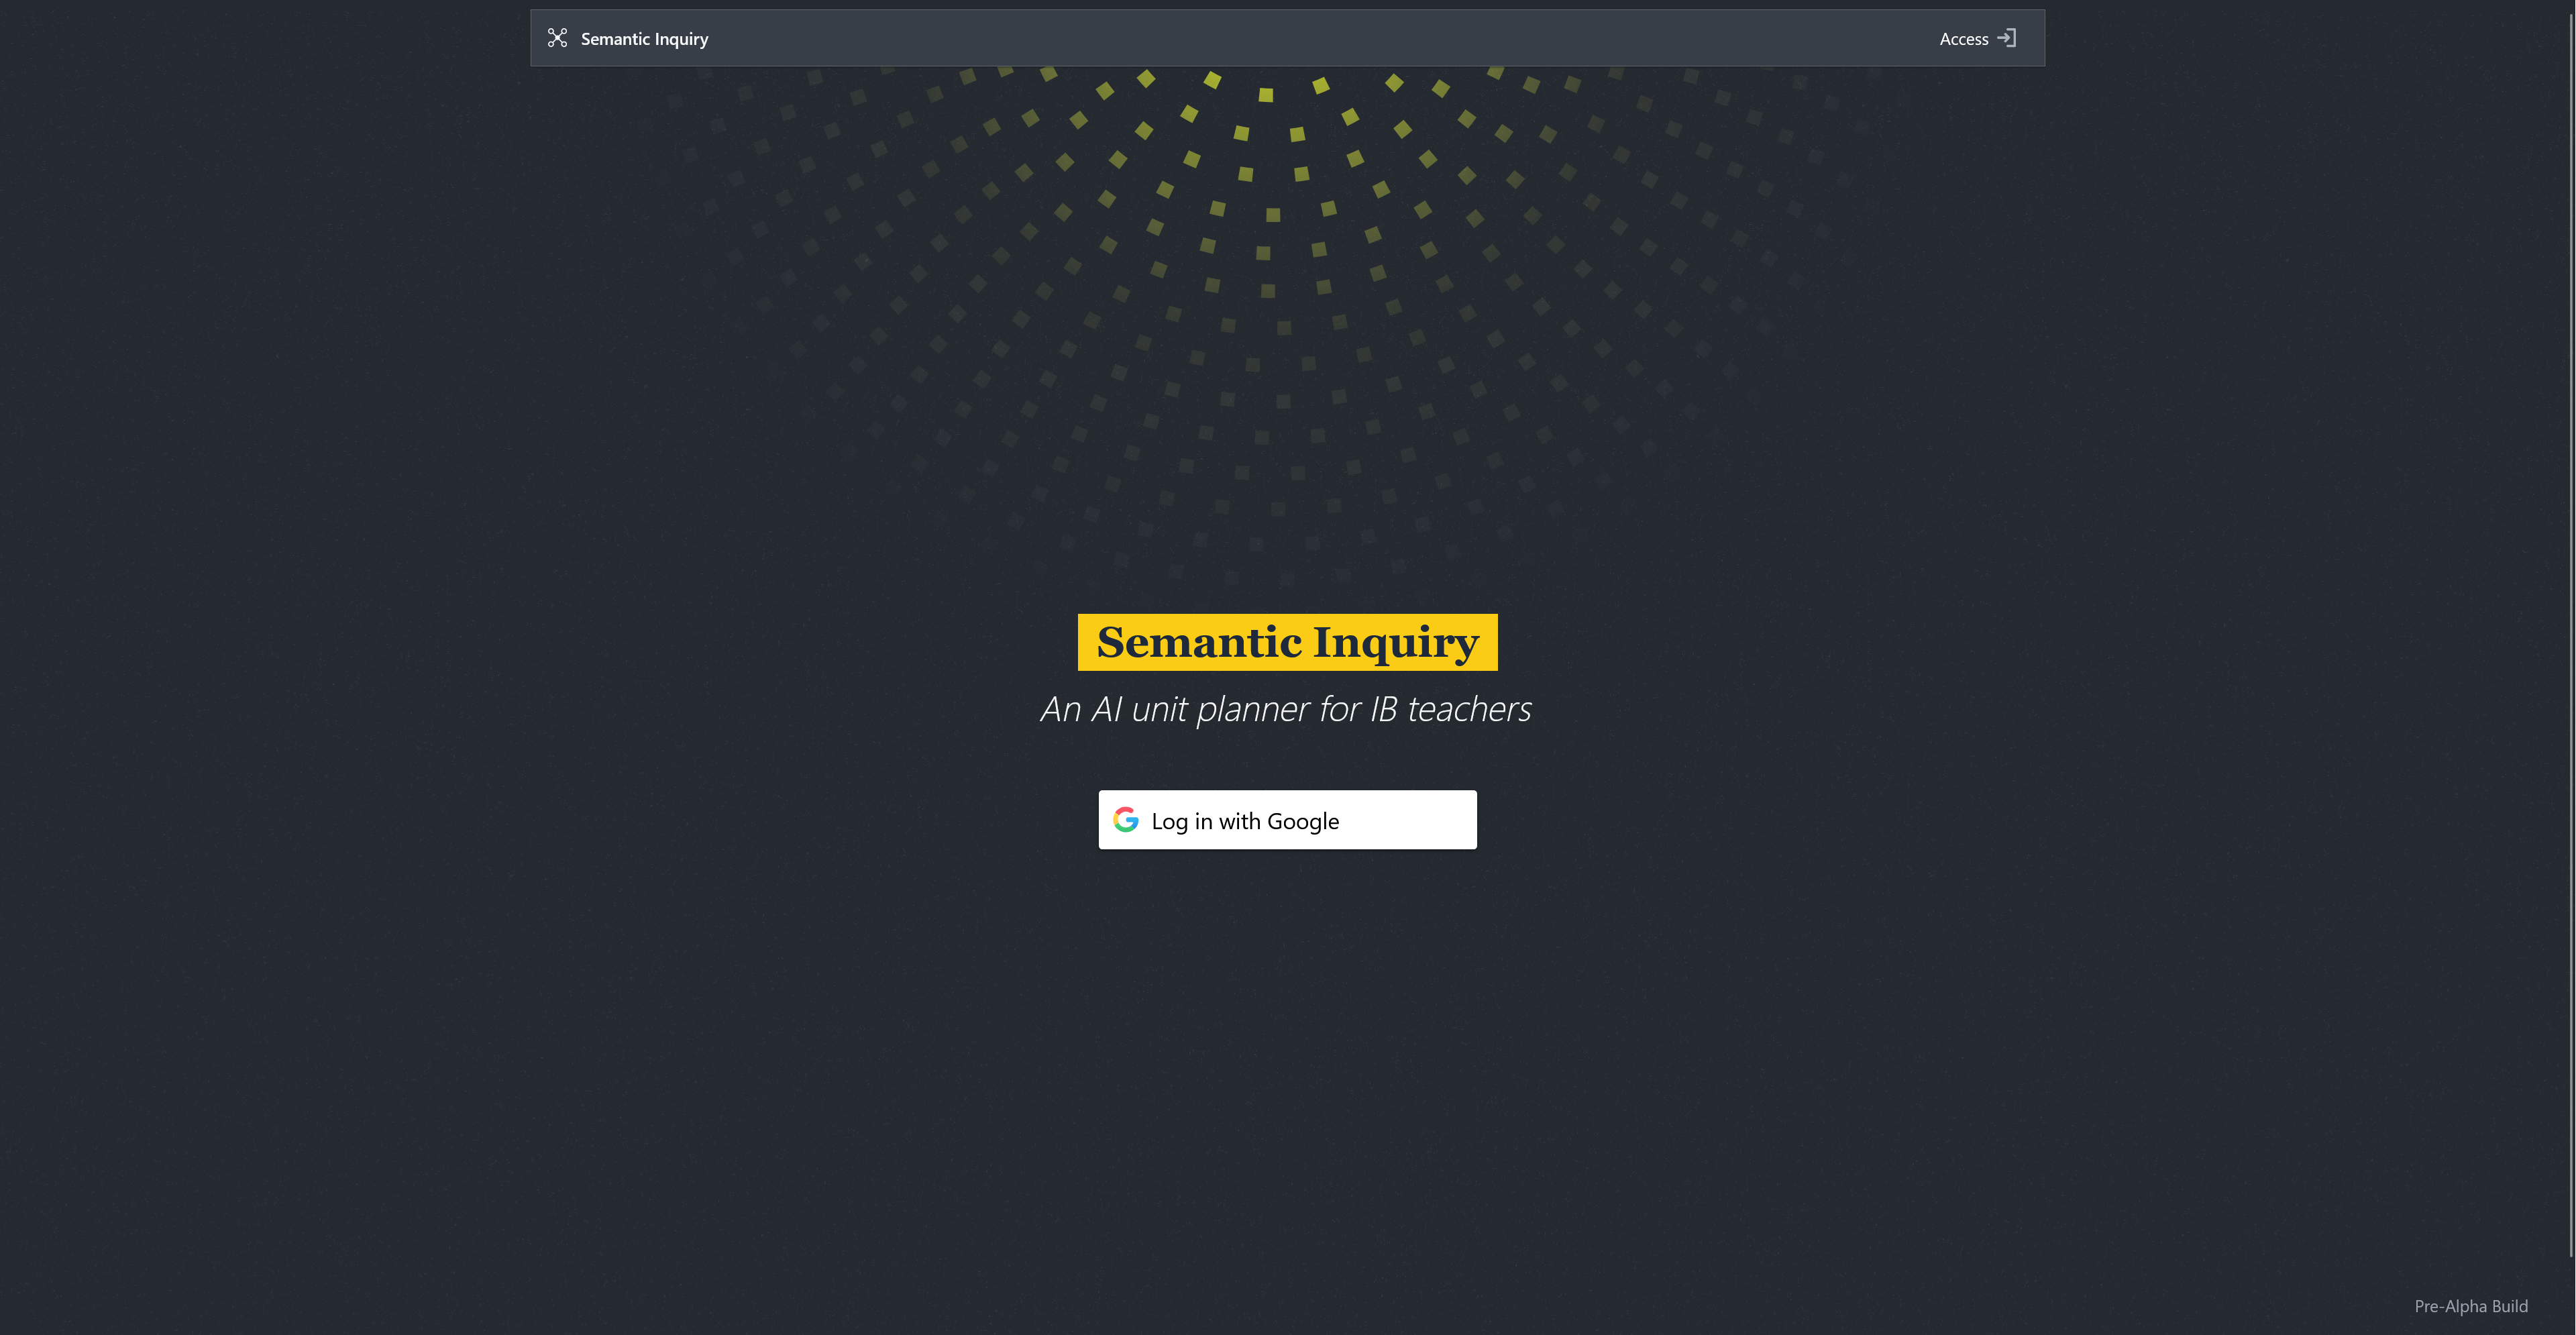 Semantic Inquiry
Access
Semantic Inquiry
An AI unit planner for IB teachers
Log in with Google
Pre-Alpha Build